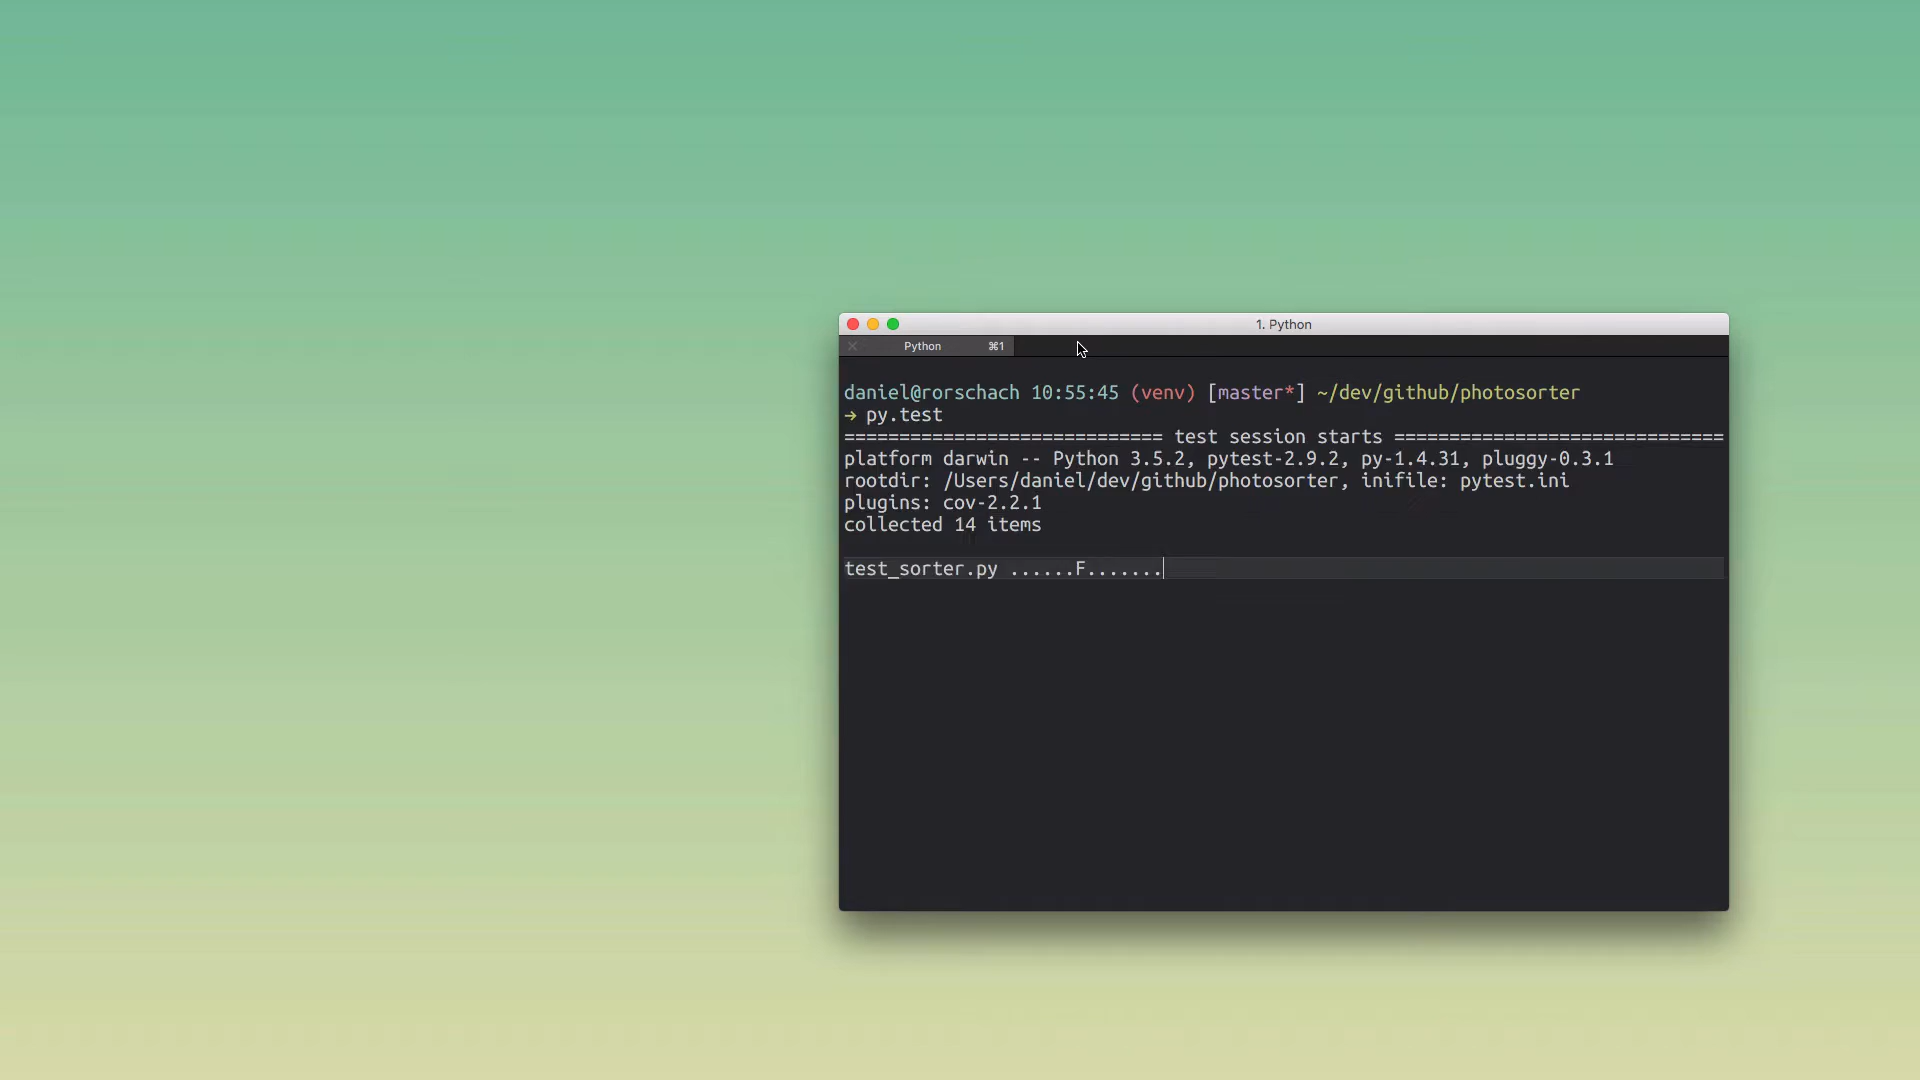 1. Python
Python ⌘1
daniel@rorschach 10:55:45 (venv) [master*] ~/dev/github/photosorter
→ py.test
============================= test session starts ==============================
platform darwin -- Python 3.5.2, pytest-2.9.2, py-1.4.31, pluggy-0.3.1
rootdir: /Users/daniel/dev/github/photosorter, inifile: pytest.ini
plugins: cov-2.2.1
collected 14 items
test_sorter.py ......F.......